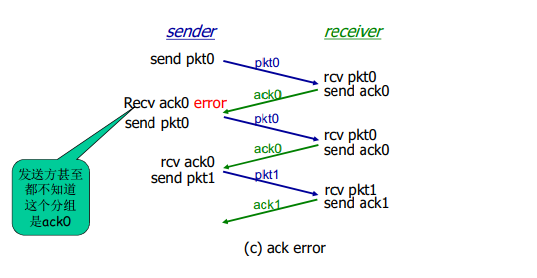 sender
receiver
send pkt0
pkt0
rcv pkt0
send ack0
ack0
Recv ack0 error
send pkt0
pkt0
rcv pkt0
send ack0
ack0
rcv ack0
send pkt1
pkt1
rcv pkt1
send ack1
ack1
发送方甚至
都不知道
这个分组
是ack0
(c) ack error